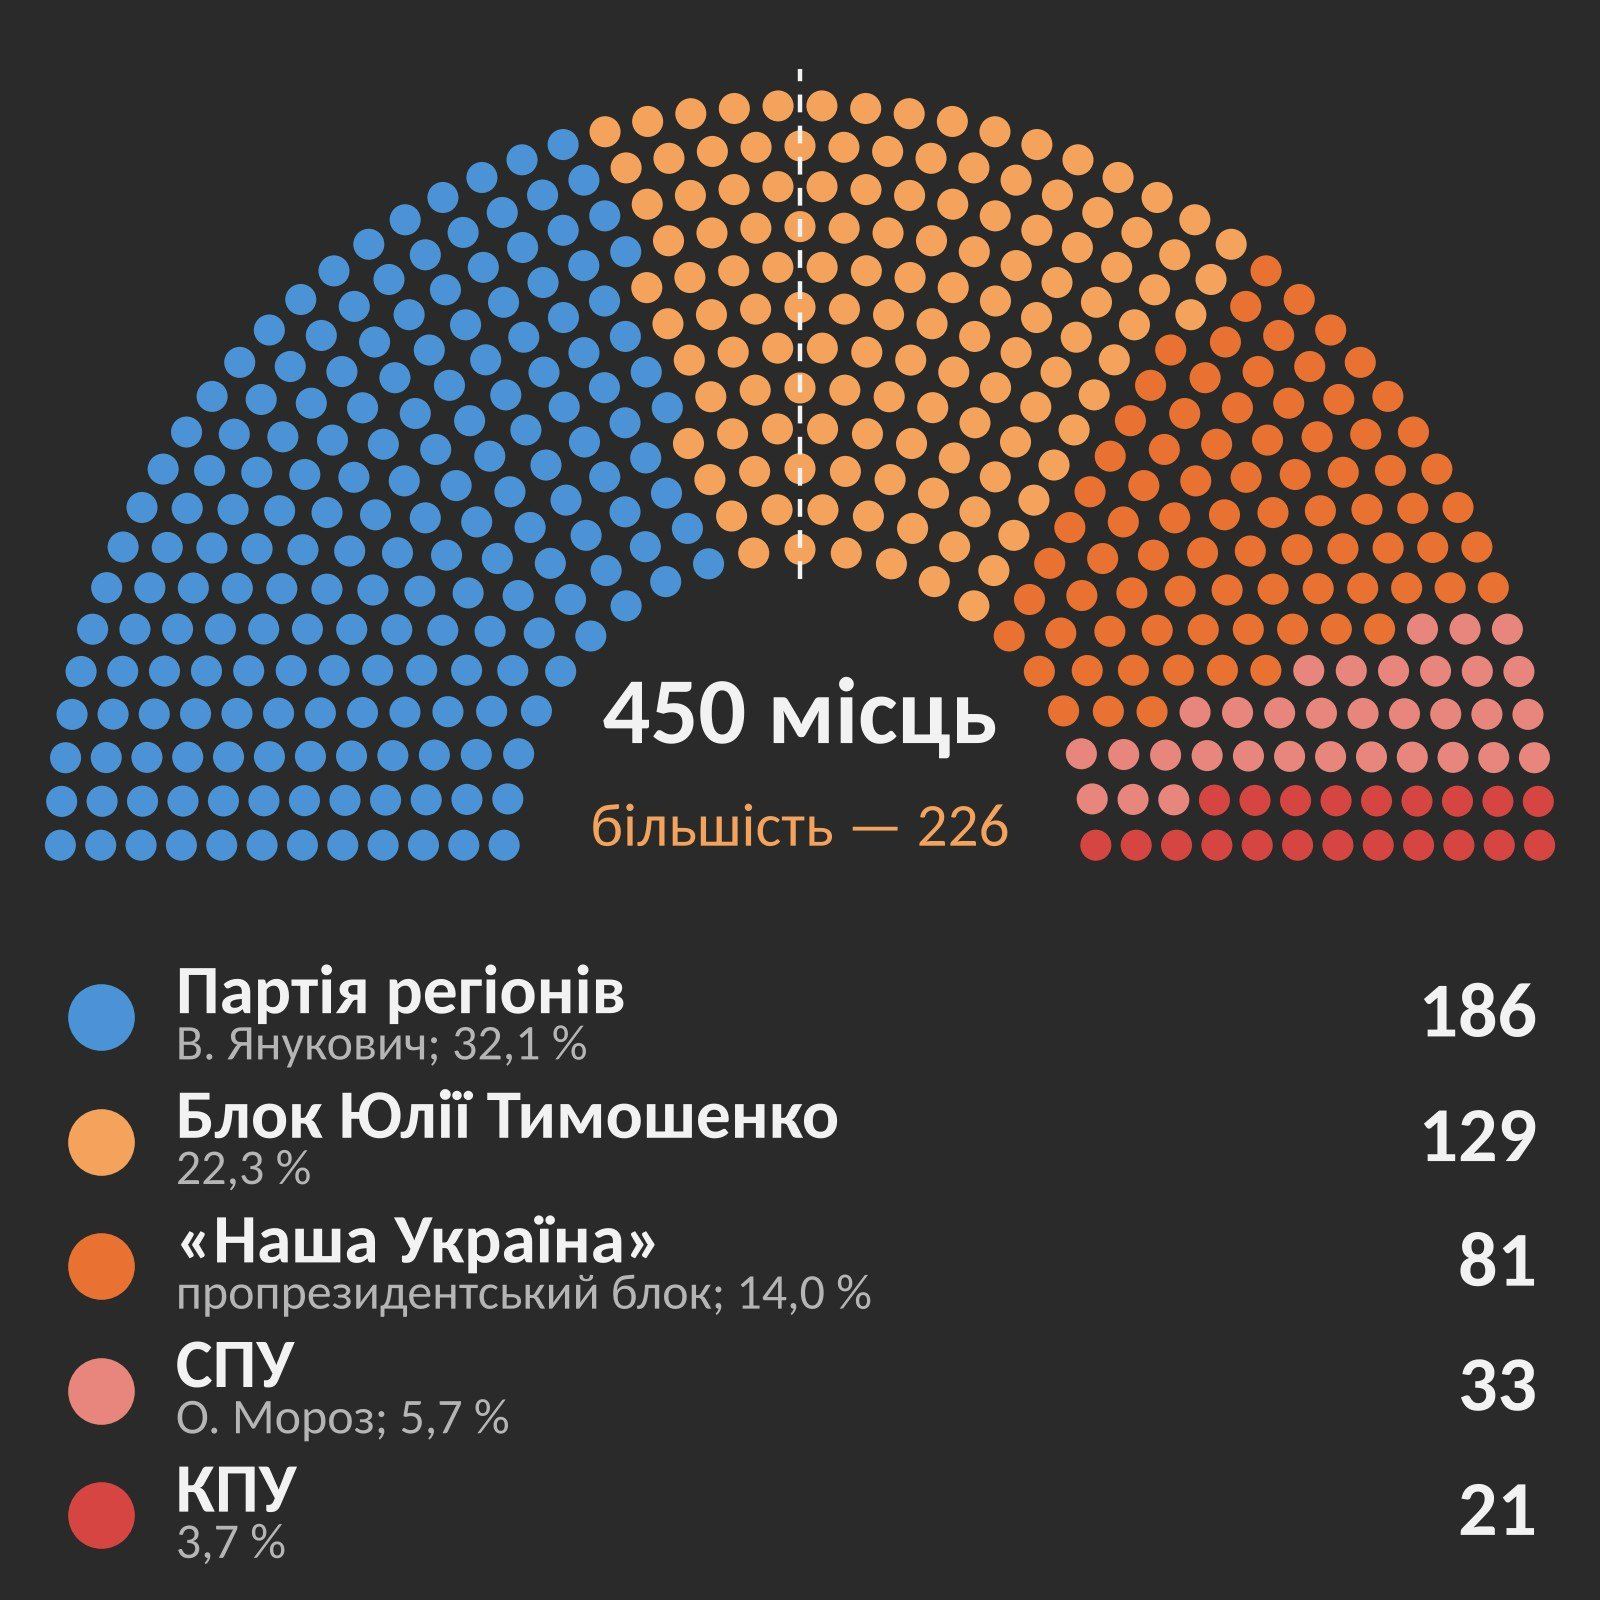 450 місць
більшість — 226
Партія регіонів
В. Янукович; 32,1 %
186
Блок Юлії Тимошенко
22,3 %
129
«Наша Україна»
пропрезидентський блок; 14,0 %
81
СПУ
О. Мороз; 5,7 %
33
КПУ
3,7 %
21